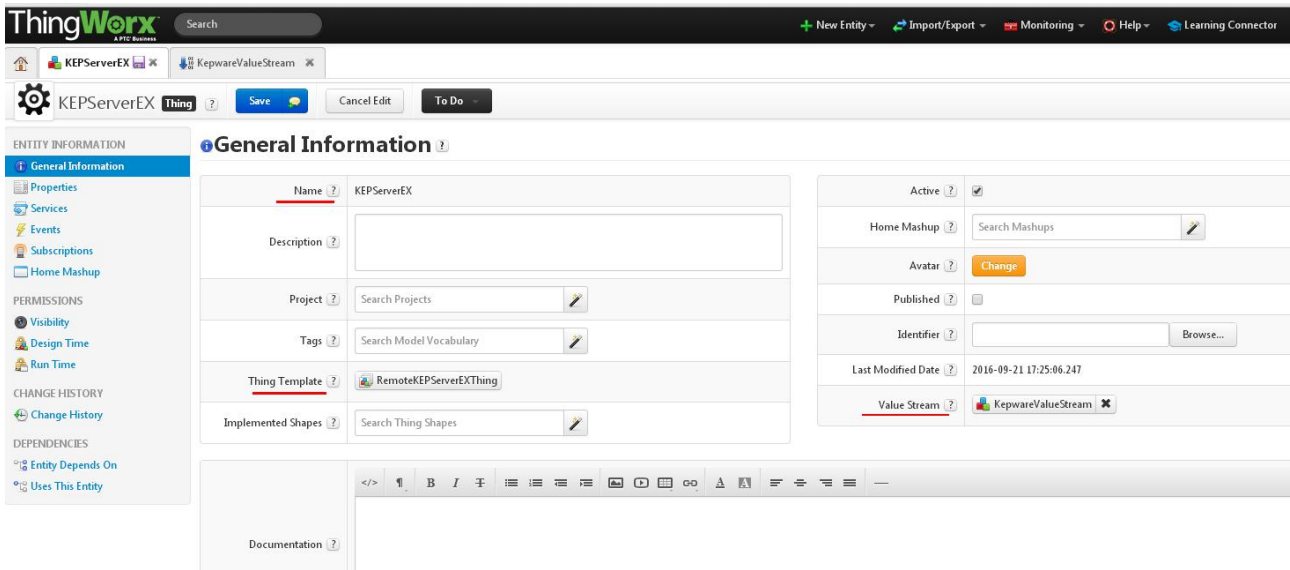 ThingWorx
A PTC Business
Search
New Entity
Import/Export
Monitoring
Help
Learning Connector
KEPServerEX
KepwareValueStream
KEPServerEX Thing ?
Save
Cancel Edit
To Do
ENTITY INFORMATION
General Information
Properties
Services
Events
Subscriptions
Home Mashup
PERMISSIONS
Visibility
Design Time
Run Time
CHANGE HISTORY
Change History
DEPENDENCIES
Entity Depends On
Uses This Entity
General Information ?
Name ? KEPServerEX
Description ?
Project ? Search Projects
Tags ? Search Model Vocabulary
Thing Template ? RemoteKEPServerEXThing
Implemented Shapes ? Search Thing Shapes
Active ?
Home Mashup ? Search Mashups
Avatar ? Change
Published ?
Identifier ? Browse...
Last Modified Date ? 2016-09-21 17:25:06.247
Value Stream ? KepwareValueStream
</> ¶ B I T A A
Documentation ?